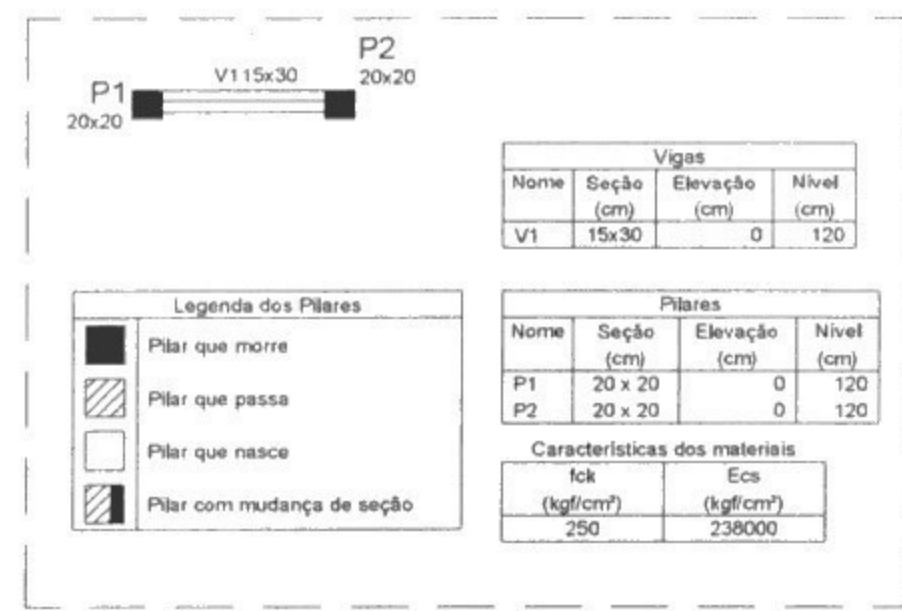 P2
V115x30
20x20
P1
20x20
Vigas
Nome Seção Elevação Nível
(cm) (cm) (cm)
V1 15x30 0 120
Legenda dos Pilares
Pilar que morre
Pilar que passa
Pilar que nasce
Pilar com mudança de seção
Pilares
Nome Seção Elevação Nível
(cm) (cm) (cm)
P1 20 x 20 0 120
P2 20 x 20 0 120
Características dos materiais
fck Ecs
(kgf/cm²) (kgf/cm²)
250 238000